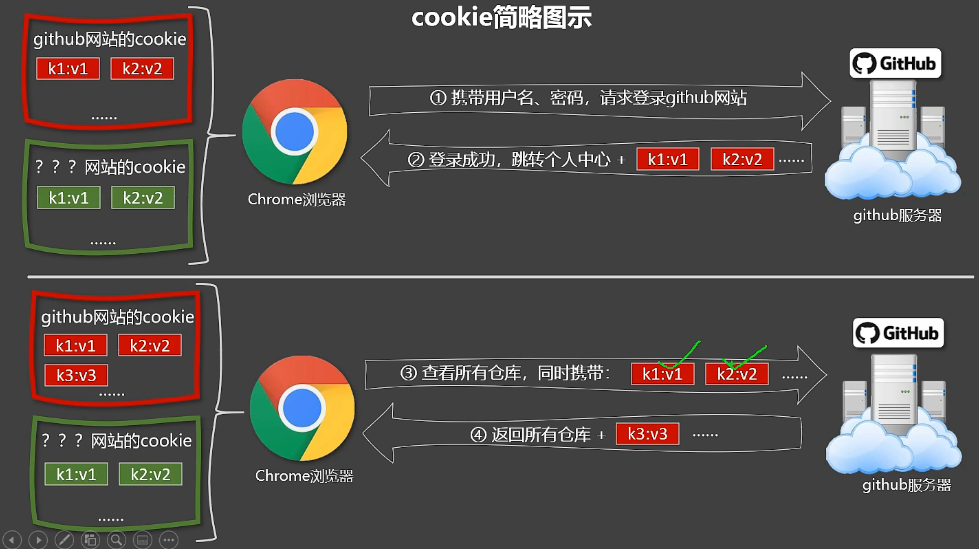 cookie简略图示
github网站的cookie
k1:v1 k2:v2
......
？？？网站的cookie
k1:v1 k2:v2
......
Chrome浏览器
① 携带用户名、密码，请求登录github网站
② 登录成功，跳转个人中心 + k1:v1 k2:v2 ......
GitHub
github服务器
github网站的cookie
k1:v1 k2:v2
k3:v3
......
？？？网站的cookie
k1:v1 k2:v2
......
Chrome浏览器
③ 查看所有仓库，同时携带： k1:v1 k2:v2 ......
④ 返回所有仓库 + k3:v3 ......
GitHub
github服务器